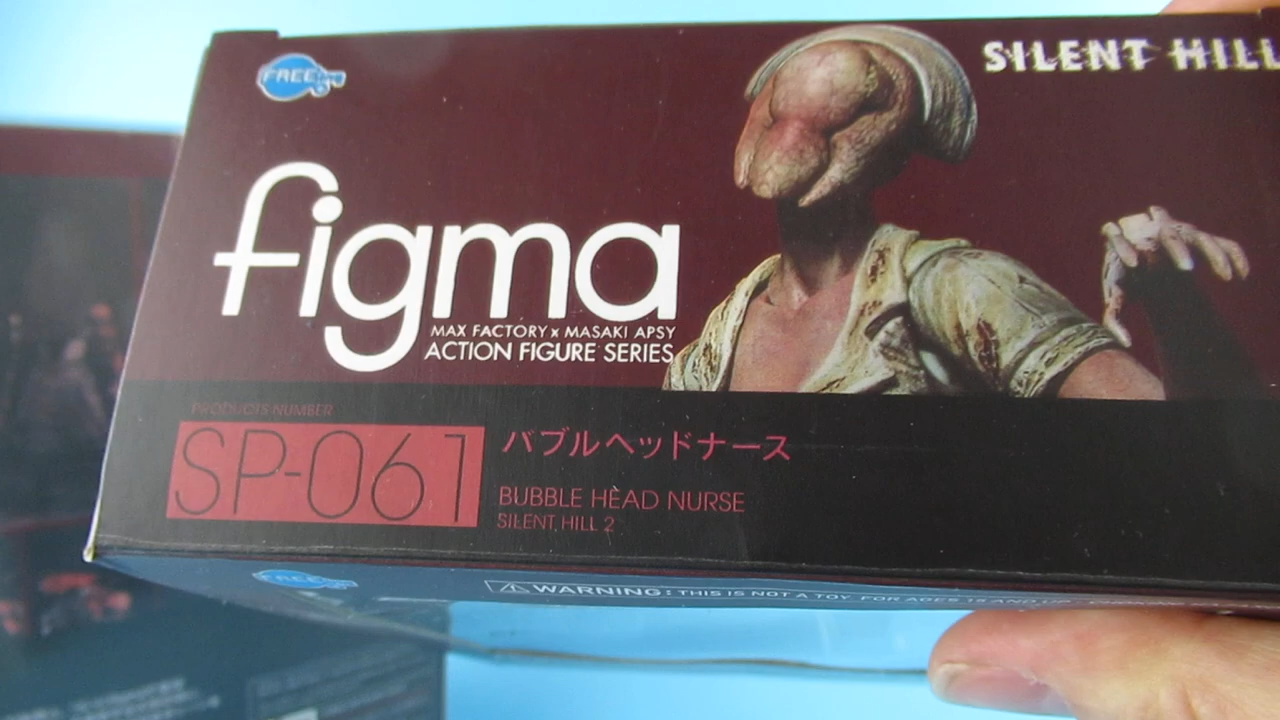 FREEing
SILENT HILL
figma
MAX FACTORY x MASAKI APSY
ACTION FIGURE SERIES
PRODUCTS NUMBER
SP-061
バブルヘッドナース
BUBBLE HEAD NURSE
SILENT HILL 2
FREEing
WARNING: THIS IS NOT A TOY. FOR AGES 15 AND UP.